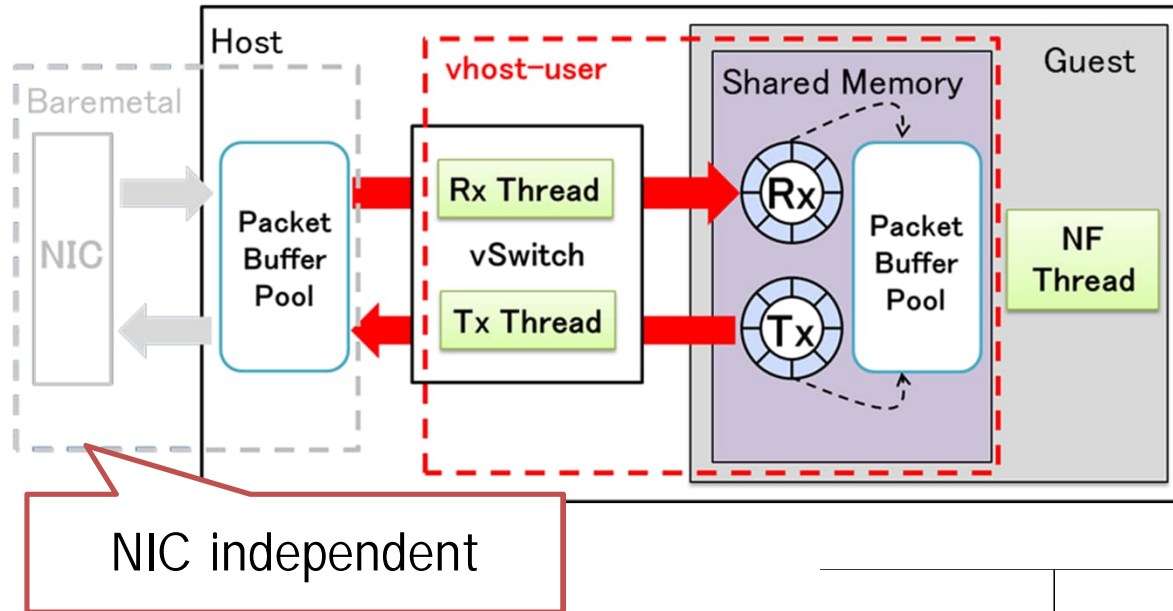 Host
Baremetal
NIC
Packet
Buffer
Pool
vhost-user
Rx Thread
vSwitch
Tx Thread
Shared Memory
Rx
Tx
Packet
Buffer
Pool
Guest
NF
Thread
NIC independent